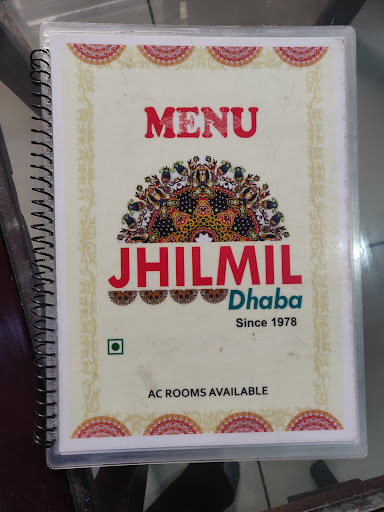 MENU
JHILMIL
Dhaba
Since 1978
AC ROOMS AVAILABLE